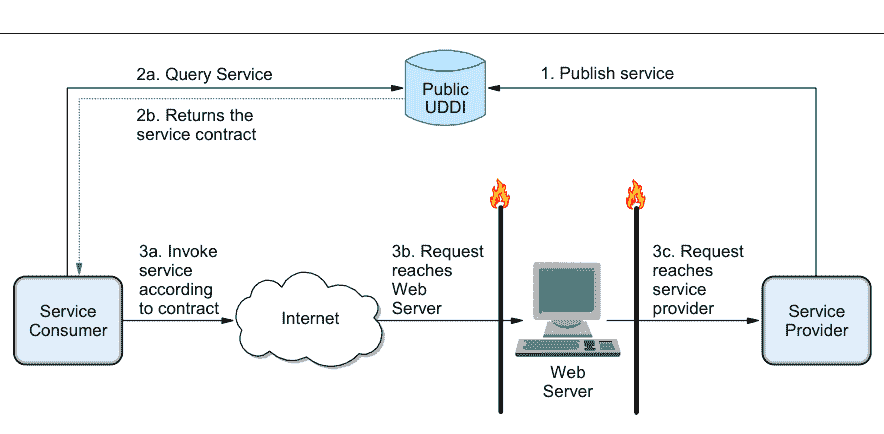 2a. Query Service
Public
UDDI
1. Publish service
2b. Returns the
service contract
3a. Invoke
service
according
to contract
3b. Request
reaches
Web
Server
3c. Request
reaches
service
provider
Service
Consumer
Internet
Web
Server
Service
Provider